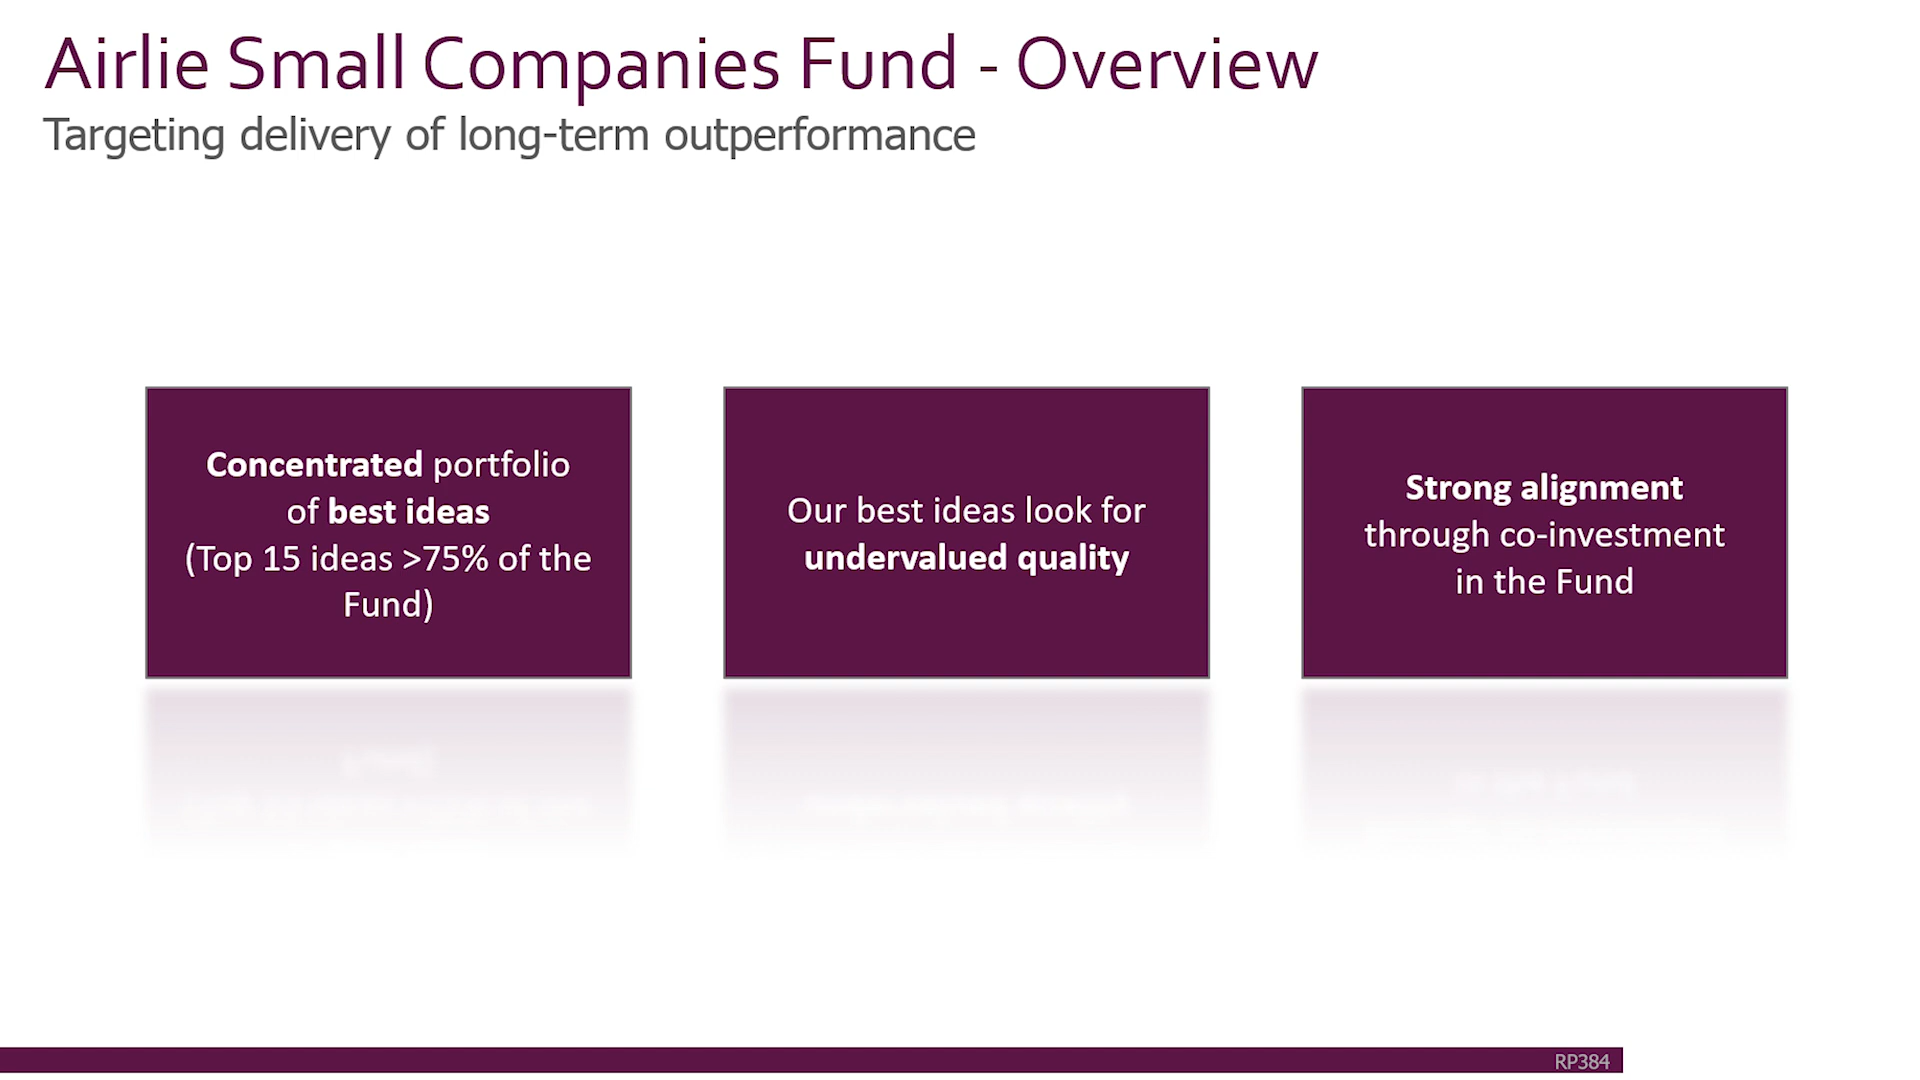 Airlie Small Companies Fund - Overview
Targeting delivery of long-term outperformance
Concentrated portfolio
of best ideas
(Top 15 ideas >75% of the
Fund)
Our best ideas look for
undervalued quality
Strong alignment
through co-investment
in the Fund
RP384